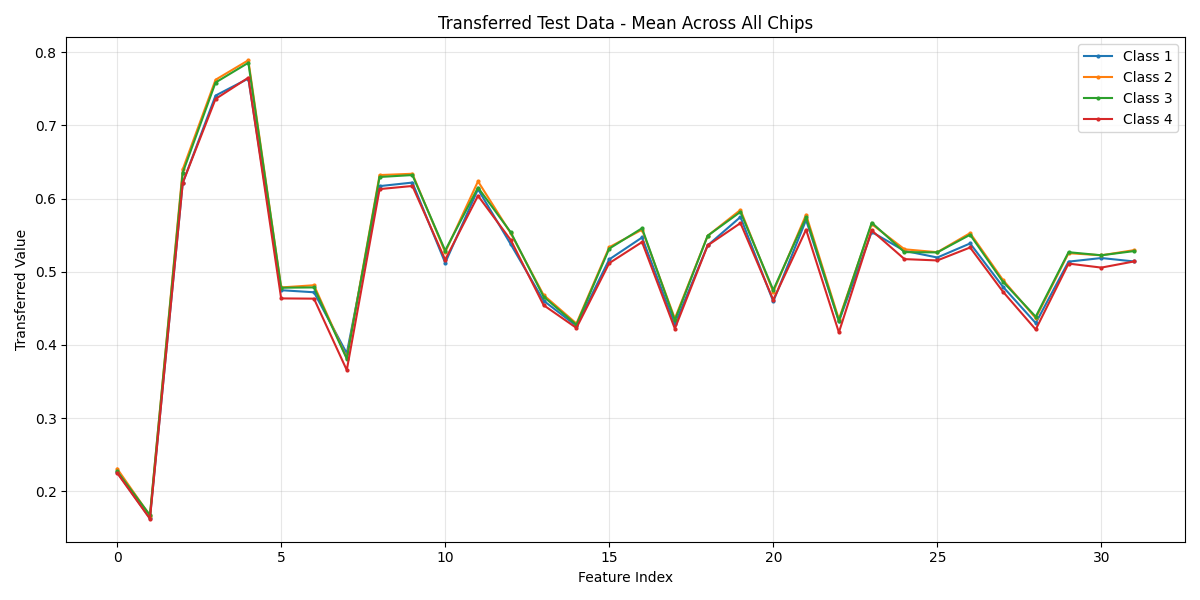 Transferred Test Data - Mean Across All Chips
Class 1
Class 2
Class 3
Class 4
Transferred Value
0.8
0.7
0.6
0.5
0.4
0.3
0.2
0 5 10 15 20 25 30
Feature Index